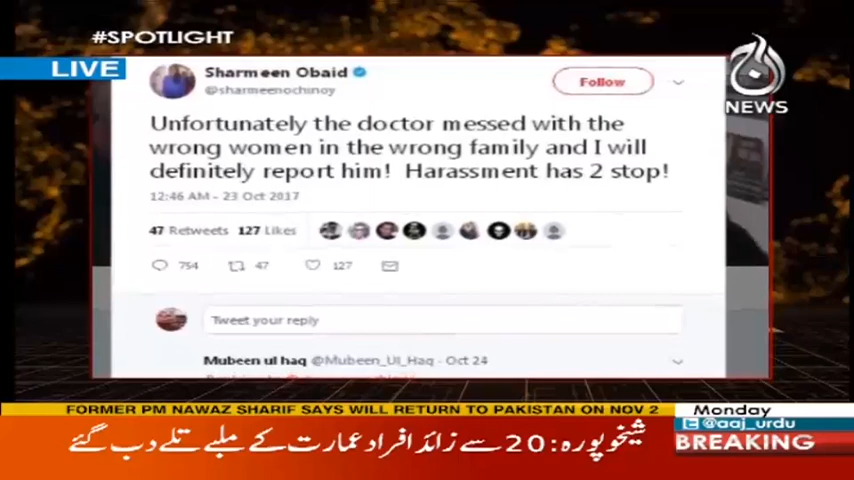 #SPOTLIGHT
LIVE
Sharmeen Obaid
@sharmeenochinoy
Follow
Unfortunately the doctor messed with the
wrong women in the wrong family and I will
definitely report him! Harassment has 2 stop!
12:46 AM - 23 Oct 2017
47 Retweets 127 Likes
754 47 127
Tweet your reply
Mubeen ul haq @Mubeen_Ul_Haq - Oct 24
آج
NEWS
FORMER PM NAWAZ SHARIF SAYS WILL RETURN TO PAKISTAN ON NOV 2
Monday
@aaj_urdu
BREAKING
شیخوپورہ: 20 سے زائد افراد عمارت کے ملبے تلے دب گئے